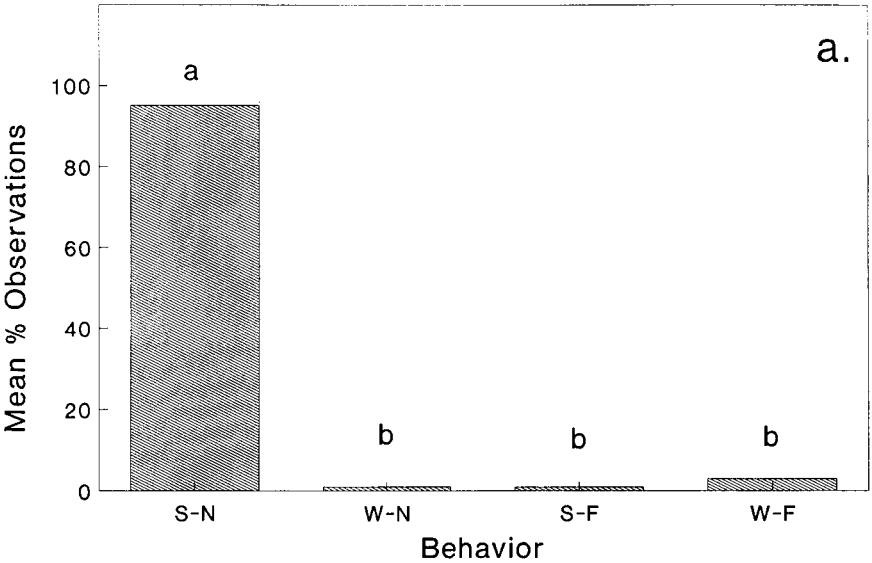 a.
a
100
80
60
40
20
0
b b b
S-N W-N S-F W-F
Behavior
Mean % Observations